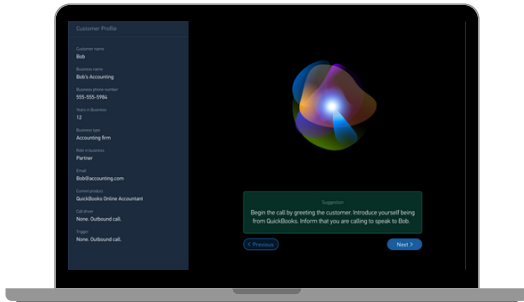 Customer Profile
Customer name
Bob
Business name
Bob's Accounting
Business phone number
555-555-5986
Years in Business
12
Business type
Accounting firm
Role in business
Partner
Email
Bob@accounting.com
Current product
QuickBooks Online Accountant
Call driver
None. Outbound call.
Trigger
None. Outbound call.
Suggestion
Begin the call by greeting the customer. Introduce yourself being
from QuickBooks. Inform that you are calling to speak to Bob.
< Previous
Next >